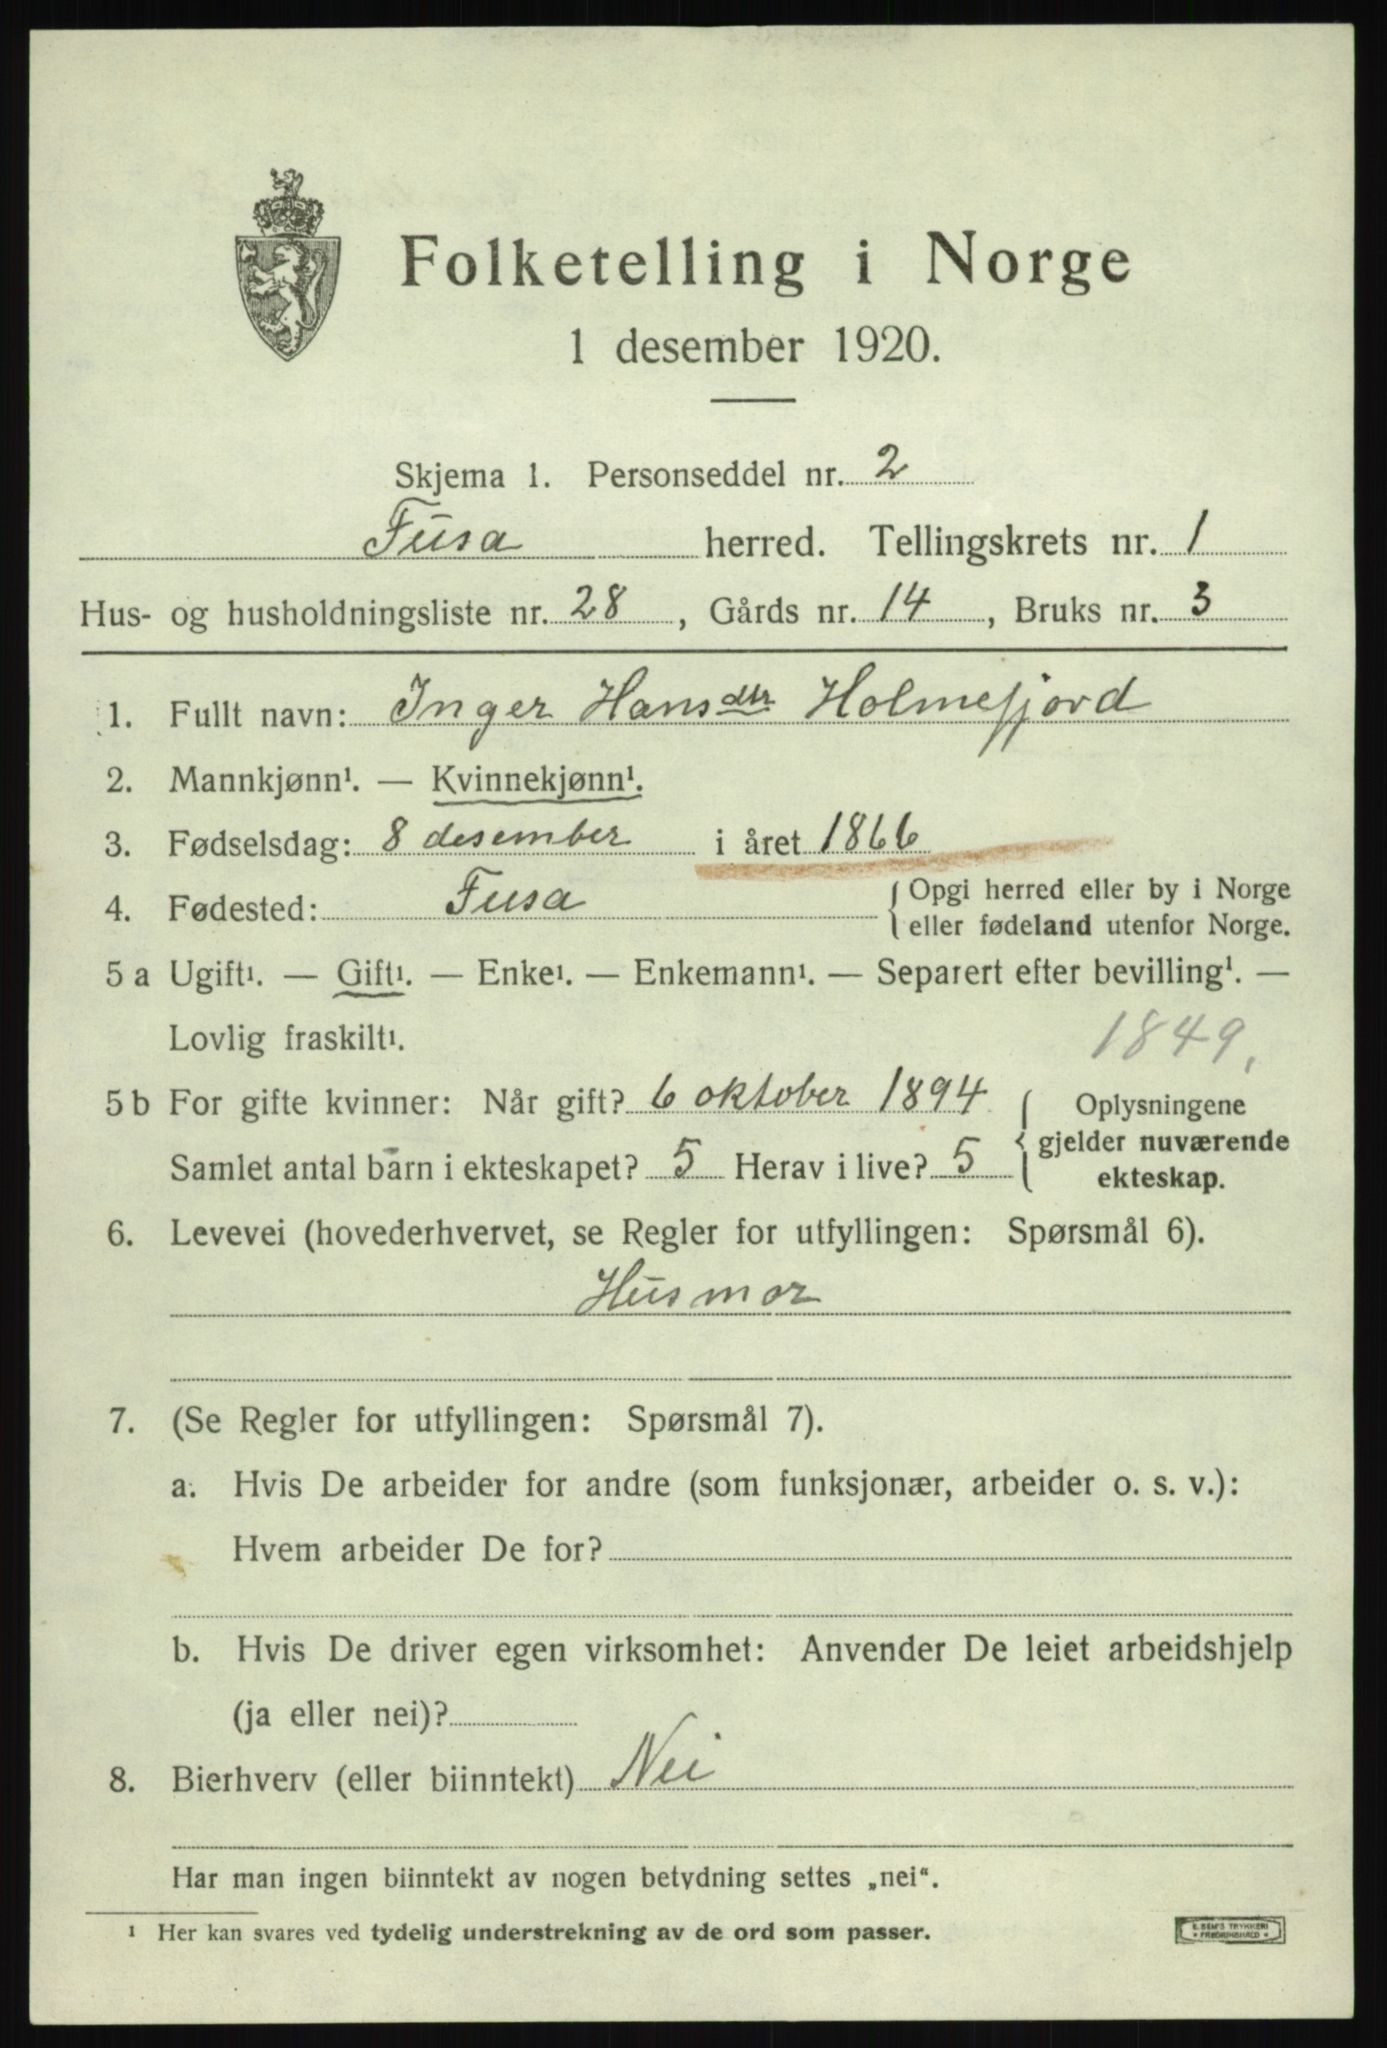 Folketelling i Norge
1 desember 1920.
Skjema 1. Personseddel nr. 2
Fusa herred. Tellingskrets nr. 1
Hus- og husholdningsliste nr. 28, Gårds nr. 14, Bruks nr. 3
1. Fullt navn: Inger Hansdtr Holmefjord
2. Mannkjønn¹. — Kvinnekjønn¹.
3. Fødselsdag: 8 desember i året 1866
4. Fødested: Fusa { Opgi herred eller by i Norge
eller fødeland utenfor Norge.
5 a Ugift¹. — Gift¹. — Enke¹. — Enkemann¹. — Separert efter bevilling¹. —
Lovlig fraskilt¹.
1849,
5 b For gifte kvinner: Når gift? 6 oktober 1894 { Oplysningene
gjelder nuværende
Samlet antal barn i ekteskapet? 5 Herav i live? 5
ekteskap.
6. Levevei (hovederhvervet, se Regler for utfyllingen: Spørsmål 6).
Husmor
7. (Se Regler for utfyllingen: Spørsmål 7).
a. Hvis De arbeider for andre (som funksjonær, arbeider o. s. v.):
Hvem arbeider De for?
b. Hvis De driver egen virksomhet: Anvender De leiet arbeidshjelp
(ja eller nei)?
8. Bierhverv (eller biinntekt) Nei
Har man ingen biinntekt av nogen betydning settes „nei“.
¹ Her kan svares ved tydelig understrekning av de ord som passer.
E. SEM'S TRYKKERI
* FREDRIKSHALD *